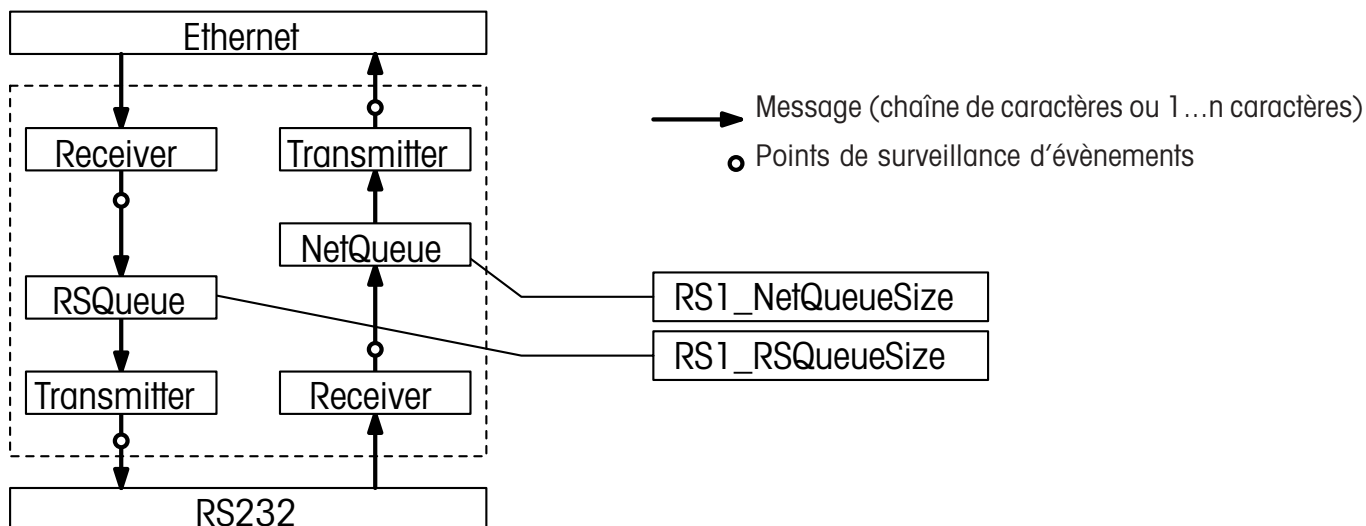 Ethernet
Message (chaîne de caractères ou 1...n caractères)
Receiver
Transmitter
Points de surveillance d'évènements
NetQueue
RSQueue
RS1_NetQueueSize
RS1_RSQueueSize
Transmitter
Receiver
RS232